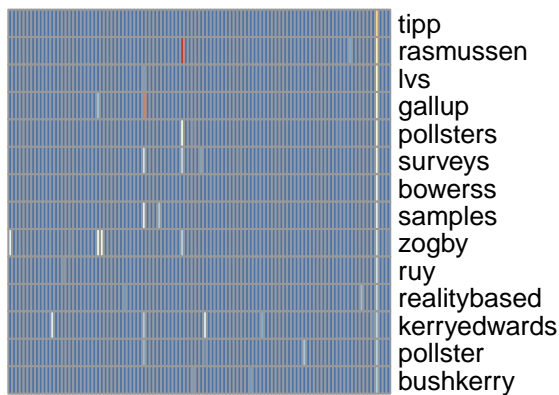 tipp
rasmussen
lvs
gallup
pollsters
surveys
bowerss
samples
zogby
ruy
realitybased
kerryedwards
pollster
bushkerry